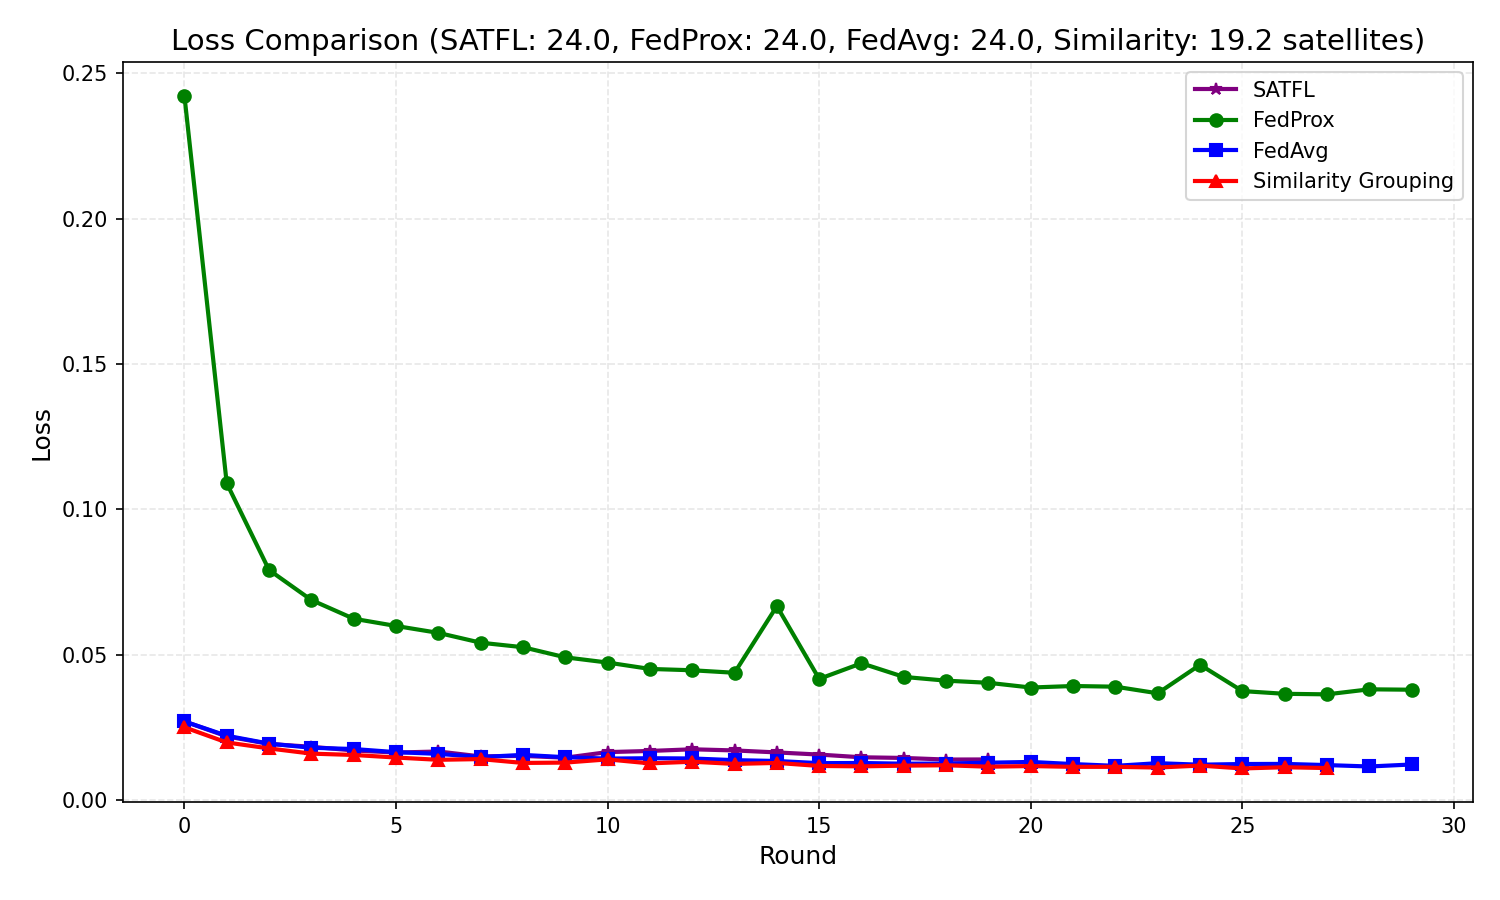 Loss Comparison (SATFL: 24.0, FedProx: 24.0, FedAvg: 24.0, Similarity: 19.2 satellites)
0.25
0.20
0.15
0.10
0.05
0.00
Loss
SATFL
FedProx
FedAvg
Similarity Grouping
0 5 10 15 20 25 30
Round